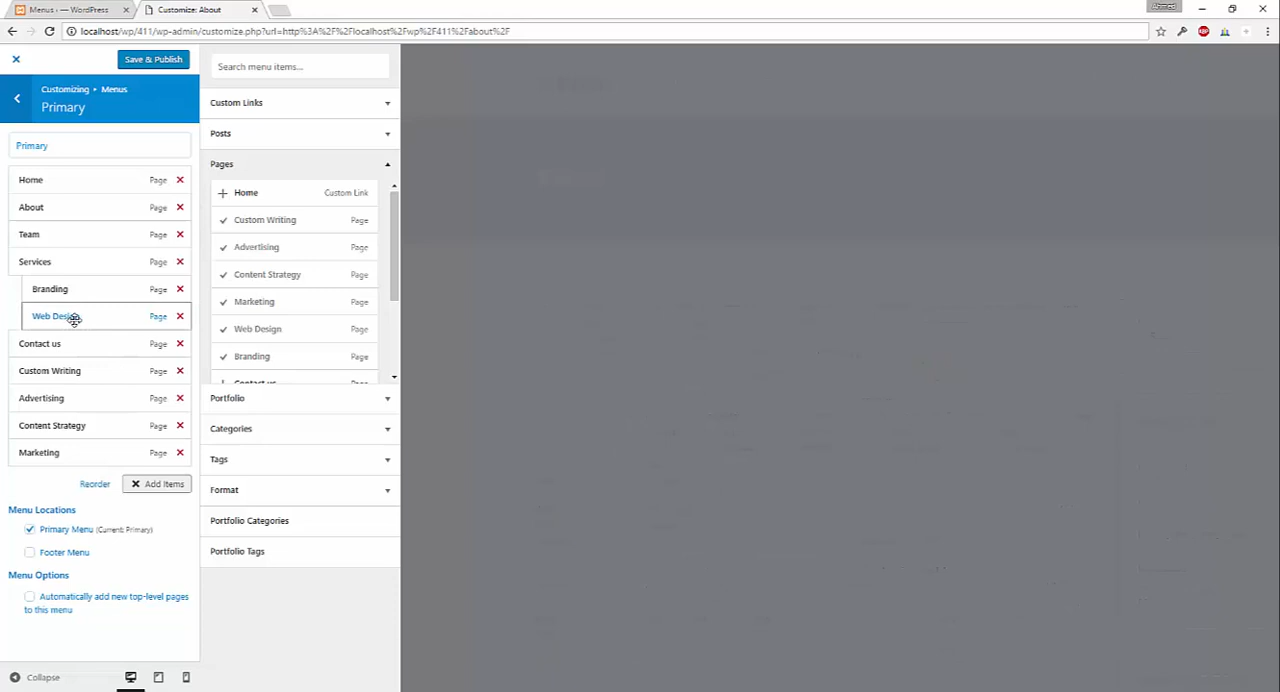 Menus ‹ — WordPress
Customize: About
Ahmed
localhost/wp/411/wp-admin/customize.php?url=http%3A%2F%2Flocalhost%2Fwp%2F411%2Fabout%2F
Save & Publish
Customizing ▸ Menus
Primary
Primary
Home Page
About Page
Team Page
Services Page
Branding Page
Web Design Page
Contact us Page
Custom Writing Page
Advertising Page
Content Strategy Page
Marketing Page
Reorder
Add Items
Menu Locations
Primary Menu (Current: Primary)
Footer Menu
Menu Options
Automatically add new top-level pages
to this menu
Collapse
Search menu items...
Custom Links
Posts
Pages
Home Custom Link
Custom Writing Page
Advertising Page
Content Strategy Page
Marketing Page
Web Design Page
Branding Page
Contact us Page
Portfolio
Categories
Tags
Format
Portfolio Categories
Portfolio Tags